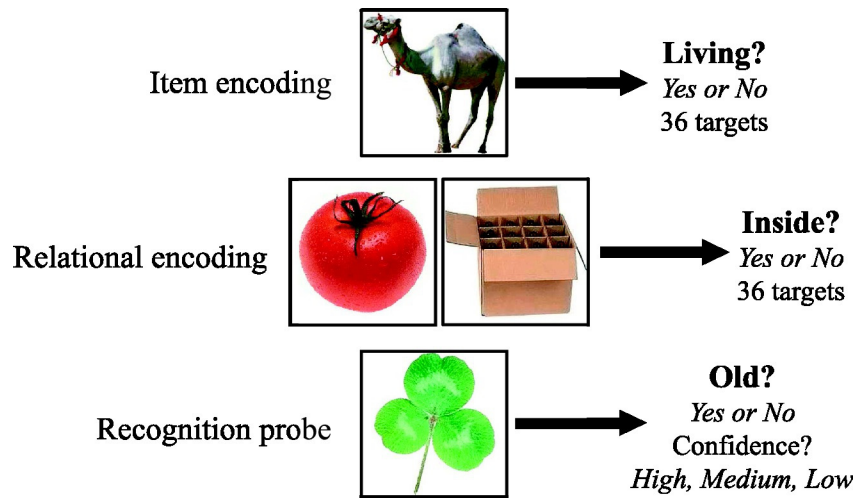 Item encoding
Living?
Yes or No
36 targets
Relational encoding
Inside?
Yes or No
36 targets
Recognition probe
Old?
Yes or No
Confidence?
High, Medium, Low